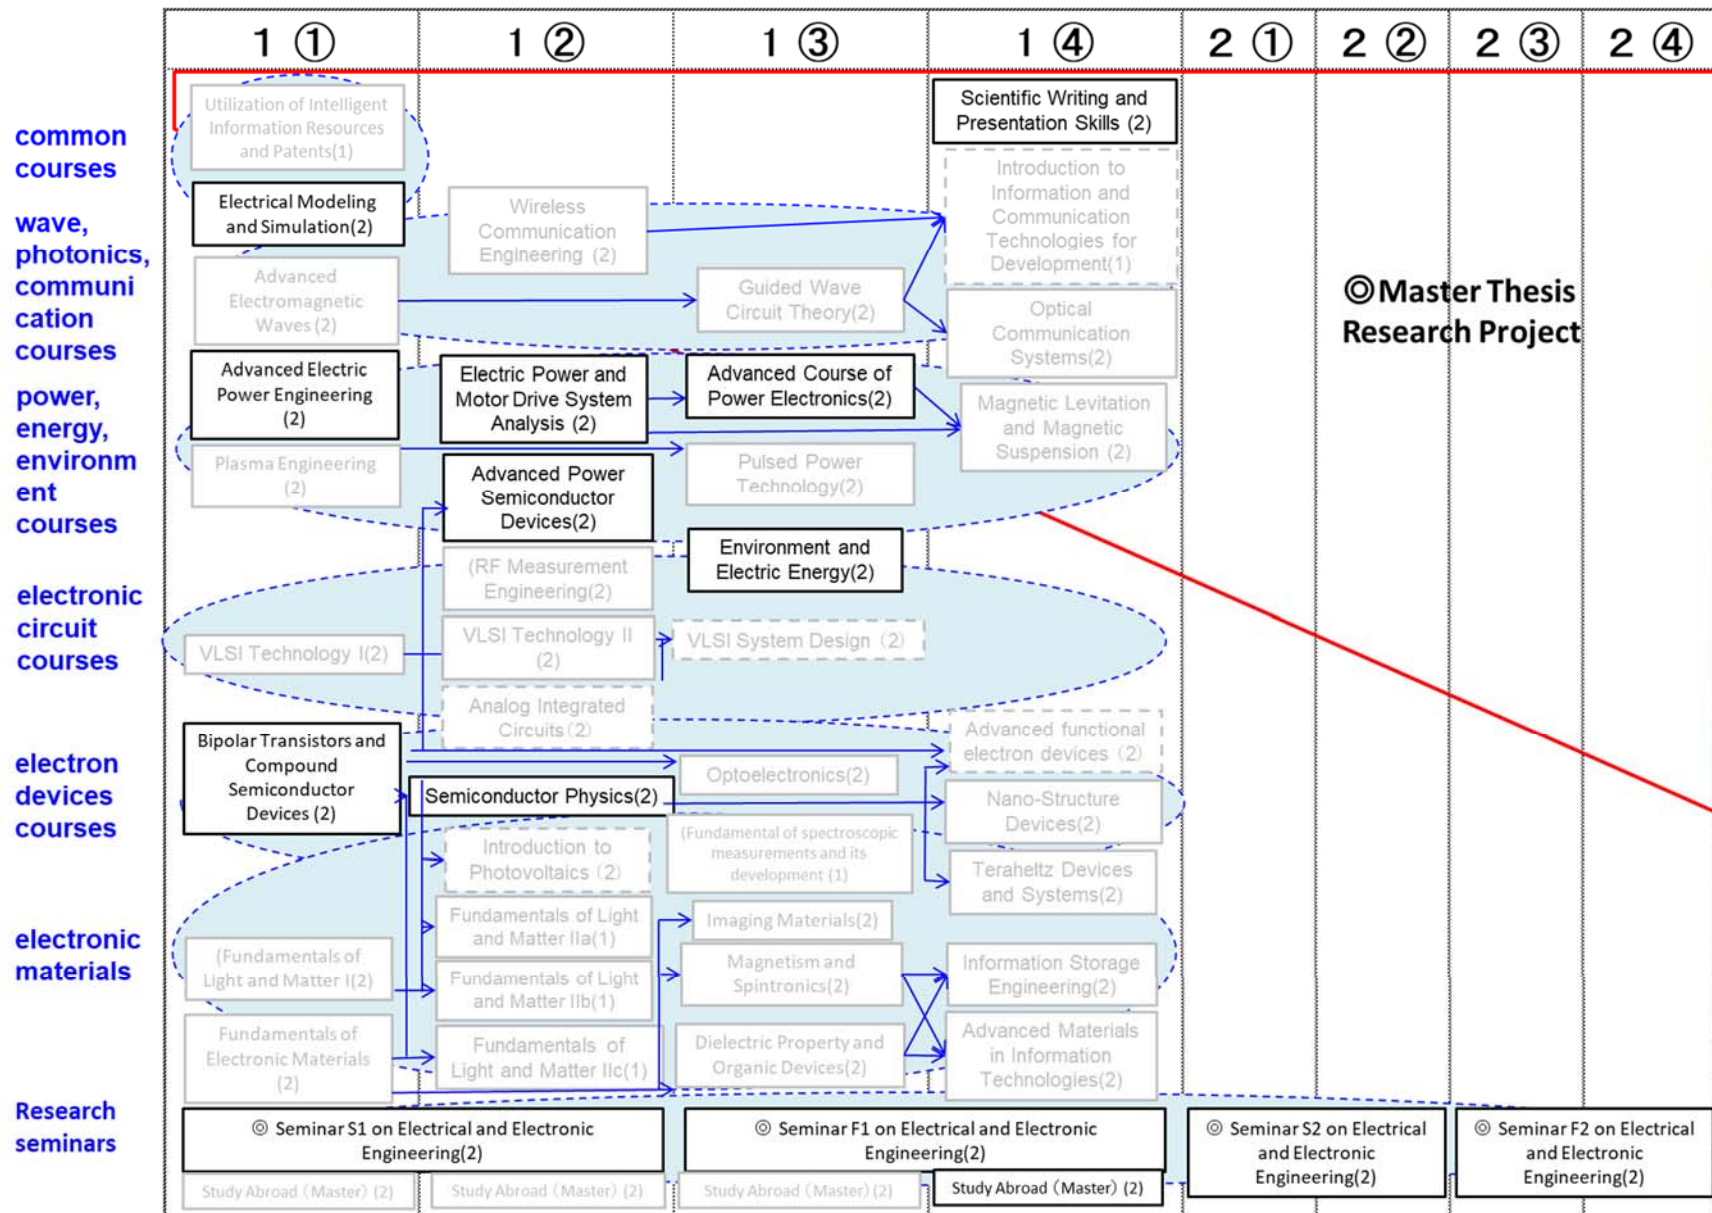 1 ① 1 ② 1 ③ 1 ④ 2 ① 2 ② 2 ③ 2 ④
common
courses
Utilization of Intelligent
Information Resources
and Patents(1)
Scientific Writing and
Presentation Skills (2)
Electrical Modeling
and Simulation(2)
Introduction to
Information and
Communication
Technologies for
Development(1)
wave,
photonics,
communi
cation
courses
Wireless
Communication
Engineering (2)
Advanced
Electromagnetic
Waves (2)
Guided Wave
Circuit Theory(2)
Optical
Communication
Systems(2)
◎Master Thesis
Research Project
power,
energy,
environm
ent
courses
Advanced Electric
Power Engineering
(2)
Electric Power and
Motor Drive System
Analysis (2)
Advanced Course of
Power Electronics(2)
Magnetic Levitation
and Magnetic
Suspension (2)
Plasma Engineering
(2)
Advanced Power
Semiconductor
Devices(2)
Pulsed Power
Technology(2)
Environment and
Electric Energy(2)
electronic
circuit
courses
(RF Measurement
Engineering(2)
VLSI Technology I(2)
VLSI Technology II
(2)
VLSI System Design (2)
Analog Integrated
Circuits(2)
electron
devices
courses
Bipolar Transistors and
Compound
Semiconductor
Devices (2)
Semiconductor Physics(2)
Optoelectronics(2)
Advanced functional
electron devices (2)
Nano-Structure
Devices(2)
Introduction to
Photovoltaics (2)
(Fundamental of spectroscopic
measurements and its
development (1)
Teraheltz Devices
and Systems(2)
electronic
materials
Fundamentals of Light
and Matter IIa(1)
Imaging Materials(2)
(Fundamentals of
Light and Matter I(2)
Fundamentals of Light
and Matter IIb(1)
Magnetism and
Spintronics(2)
Information Storage
Engineering(2)
Fundamentals of
Electronic Materials
(2)
Fundamentals of
Light and Matter IIc(1)
Dielectric Property and
Organic Devices(2)
Advanced Materials
in Information
Technologies(2)
Research
seminars
◎ Seminar S1 on Electrical and Electronic
Engineering(2)
◎ Seminar F1 on Electrical and Electronic
Engineering(2)
◎ Seminar S2 on Electrical
and Electronic
Engineering(2)
◎ Seminar F2 on Electrical
and Electronic
Engineering(2)
Study Abroad (Master) (2)
Study Abroad (Master) (2)
Study Abroad (Master) (2)
Study Abroad (Master) (2)